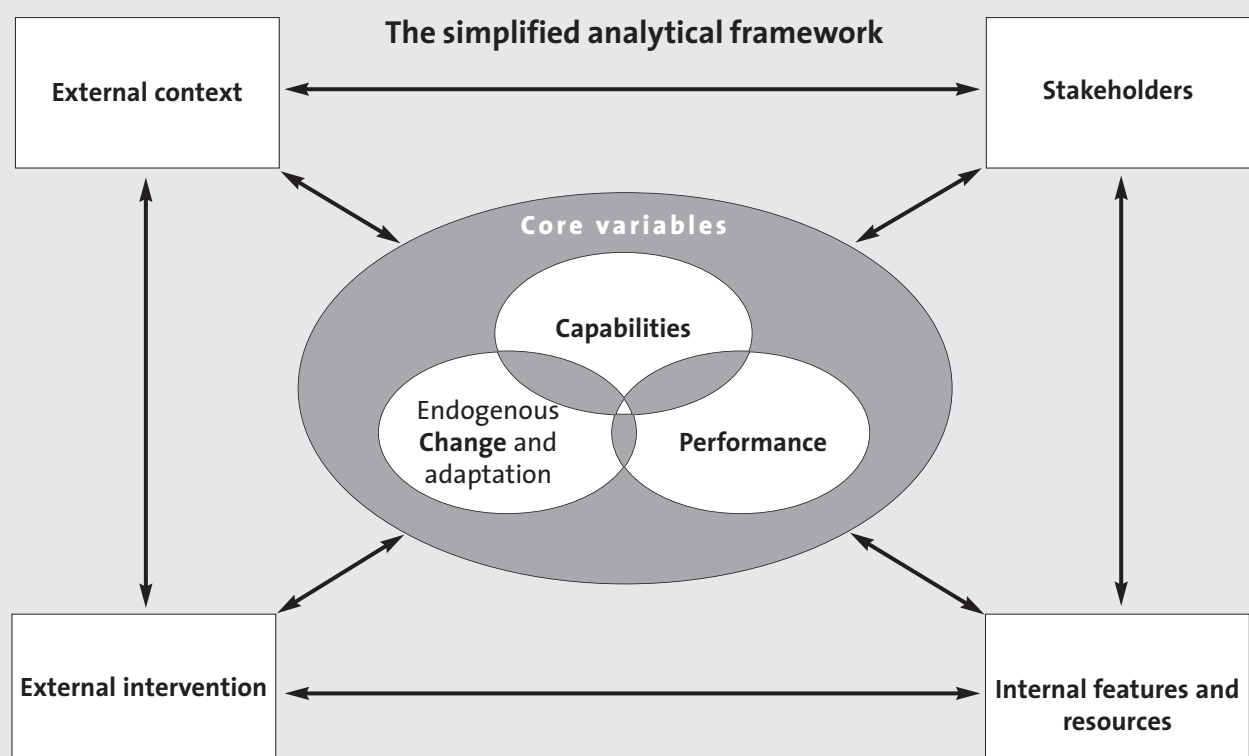 The simplified analytical framework
External context
Stakeholders
Core variables
Capabilities
Endogenous
Change and
adaptation
Performance
External intervention
Internal features and
resources